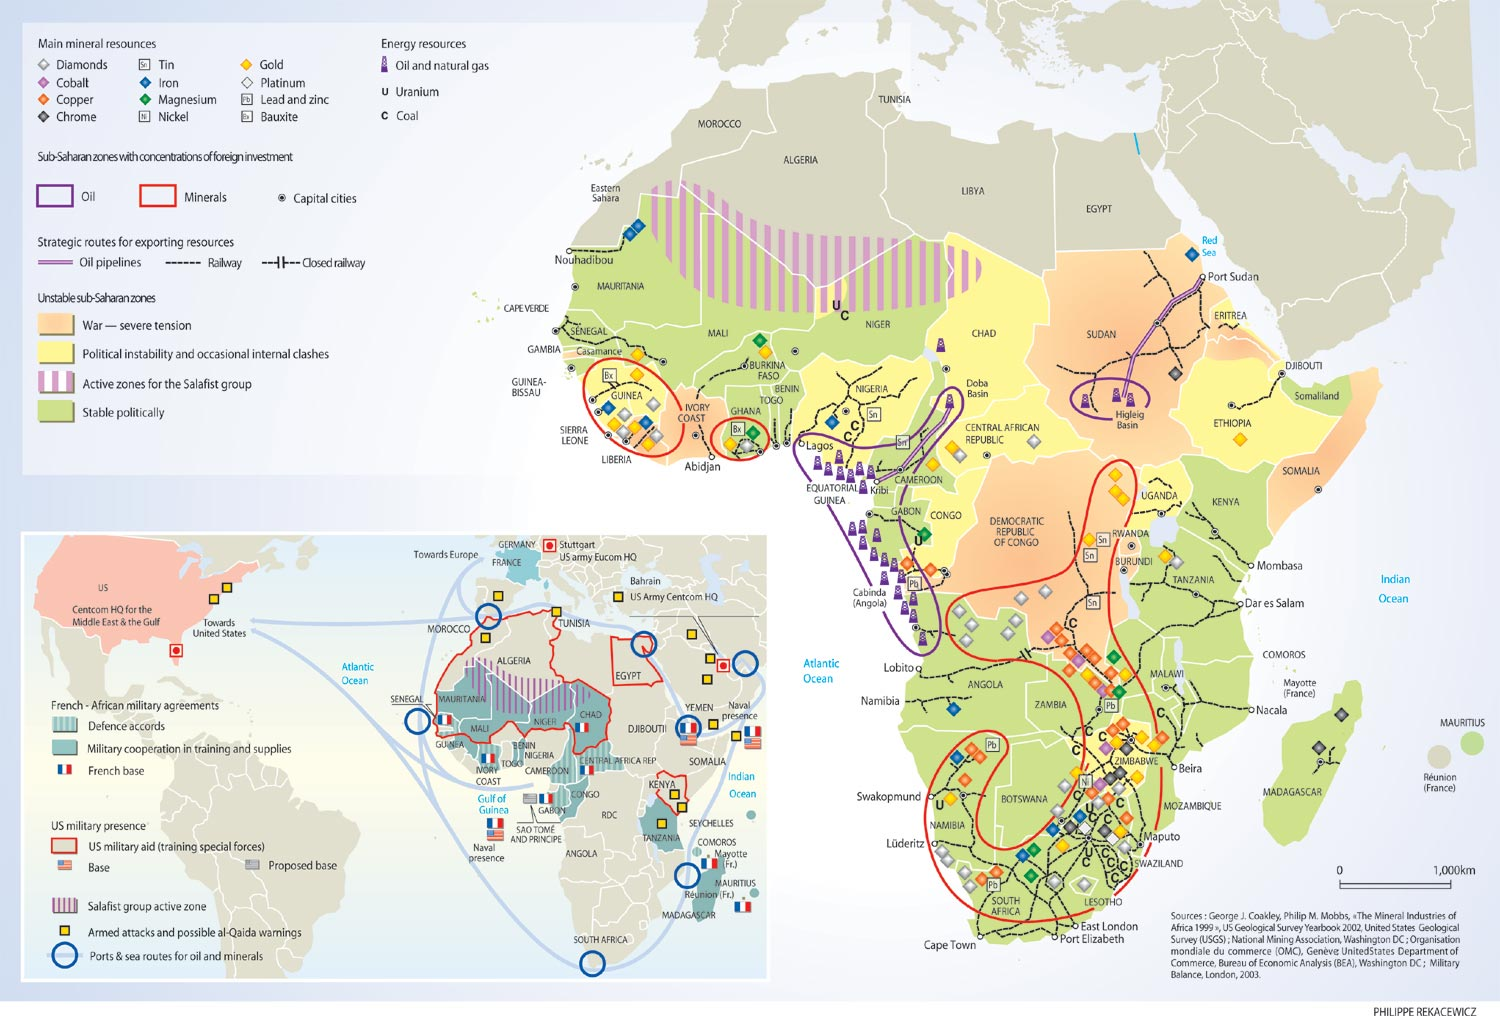 Main mineral resounces
Diamonds
Cobalt
Copper
Chrome
Sn Tin
Iron
Magnesium
Ni Nickel
Gold
Platinum
Pb Lead and zinc
Bx Bauxite
Energy resources
Oil and natural gas
U Uranium
C Coal
Sub-Saharan zones with concentrations of foreign investment
Oil
Minerals
Capital cities
Strategic routes for exporting resources
Oil pipelines
Railway
Closed railway
Unstable sub-Saharan zones
War — severe tension
Political instability and occasional internal clashes
Active zones for the Salafist group
Stable politically
TUNISIA
MOROCCO
ALGERIA
LIBYA
EGYPT
Eastern
Sahara
Red
Sea
Nouhadibou
Port Sudan
MAURITANIA
CAPE VERDE
SENEGAL
MALI
U
C
NIGER
CHAD
SUDAN
ERITREA
GAMBIA
Casamance
BURKINA
FASO
DJIBOUTI
GUINEA-
BISSAU
Bx
GUINEA
BENIN
TOGO
NIGERIA
Doba
Basin
Higleig
Basin
Somaliland
IVORY
COAST
GHANA
Bx
Sn
C
C
ETHIOPIA
SIERRA
LEONE
LIBERIA
Abidjan
Lagos
Sn
CENTRAL AFRICAN
REPUBLIC
SOMALIA
EQUATORIAL
GUINEA
Kribi
CAMEROON
GABON
CONGO
UGANDA
KENYA
DEMOCRATIC
REPUBLIC
OF CONGO
U
Sn
RWANDA
Sn
BURUNDI
Mombasa
Cabinda
(Angola)
Pb
TANZANIA
Indian
Ocean
Sn
Dar es Salam
C
Atlantic
Ocean
Lobito
ANGOLA
COMOROS
MALAWI
Mayotte
(France)
Namibia
ZAMBIA
Pb
C
Nacala
MAURITIUS
Pb
C
C
ZIMBABWE
Beira
Réunion
(France)
Swakopmund
U
BOTSWANA
Ni
C
MOZAMBIQUE
MADAGASCAR
NAMIBIA
U
C
Lüderitz
Maputo
U
C
C
C
C
C
SWAZILAND
Pb
SOUTH
AFRICA
LESOTHO
East London
Port Elizabeth
Cape Town
0 1,000km
Sources : George J. Coakley, Philip M. Mobbs, «The Mineral Industries of
Africa 1999 », US Geological Survey Yearbook 2002, United States Geological
Survey (USGS) ; National Mining Association, Washington DC ; Organisation
mondiale du commerce (OMC), Genève; United States Department of
Commerce, Bureau of Economic Analysis (BEA), Washington DC ; Military
Balance, London, 2003.
GERMANY
FRANCE
Stuttgart
US army Eucom HQ
Towards Europe
Bahrain
US Army Centcom HQ
US
Centcom HQ for the
Middle East & the Gulf
Towards
United States
MOROCCO
TUNISIA
Atlantic
Ocean
ALGERIA
EGYPT
SENEGAL
MAURITANIA
MALI
NIGER
CHAD
YEMEN
Naval
presence
DJIBOUTI
GUINEA
BENIN
NIGERIA
TOGO
IVORY
COAST
CAMEROON
CENTRAL AFRICA REP
SOMALIA
Indian
Ocean
Gulf of
Guinea
GABON
CONGO
RDC
KENYA
SAO TOMÉ
AND PRINCIPE
Naval
presence
TANZANIA
SEYCHELLES
ANGOLA
COMOROS
Mayotte
(Fr.)
MAURITIUS
Réunion (Fr.)
MADAGASCAR
SOUTH AFRICA
French - African military agreements
Defence accords
Military cooperation in training and supplies
French base
US military presence
US military aid (training special forces)
Base
Proposed base
Salafist group active zone
Armed attacks and possible al-Qaida warnings
Ports & sea routes for oil and minerals
PHILIPPE REKACEWICZ